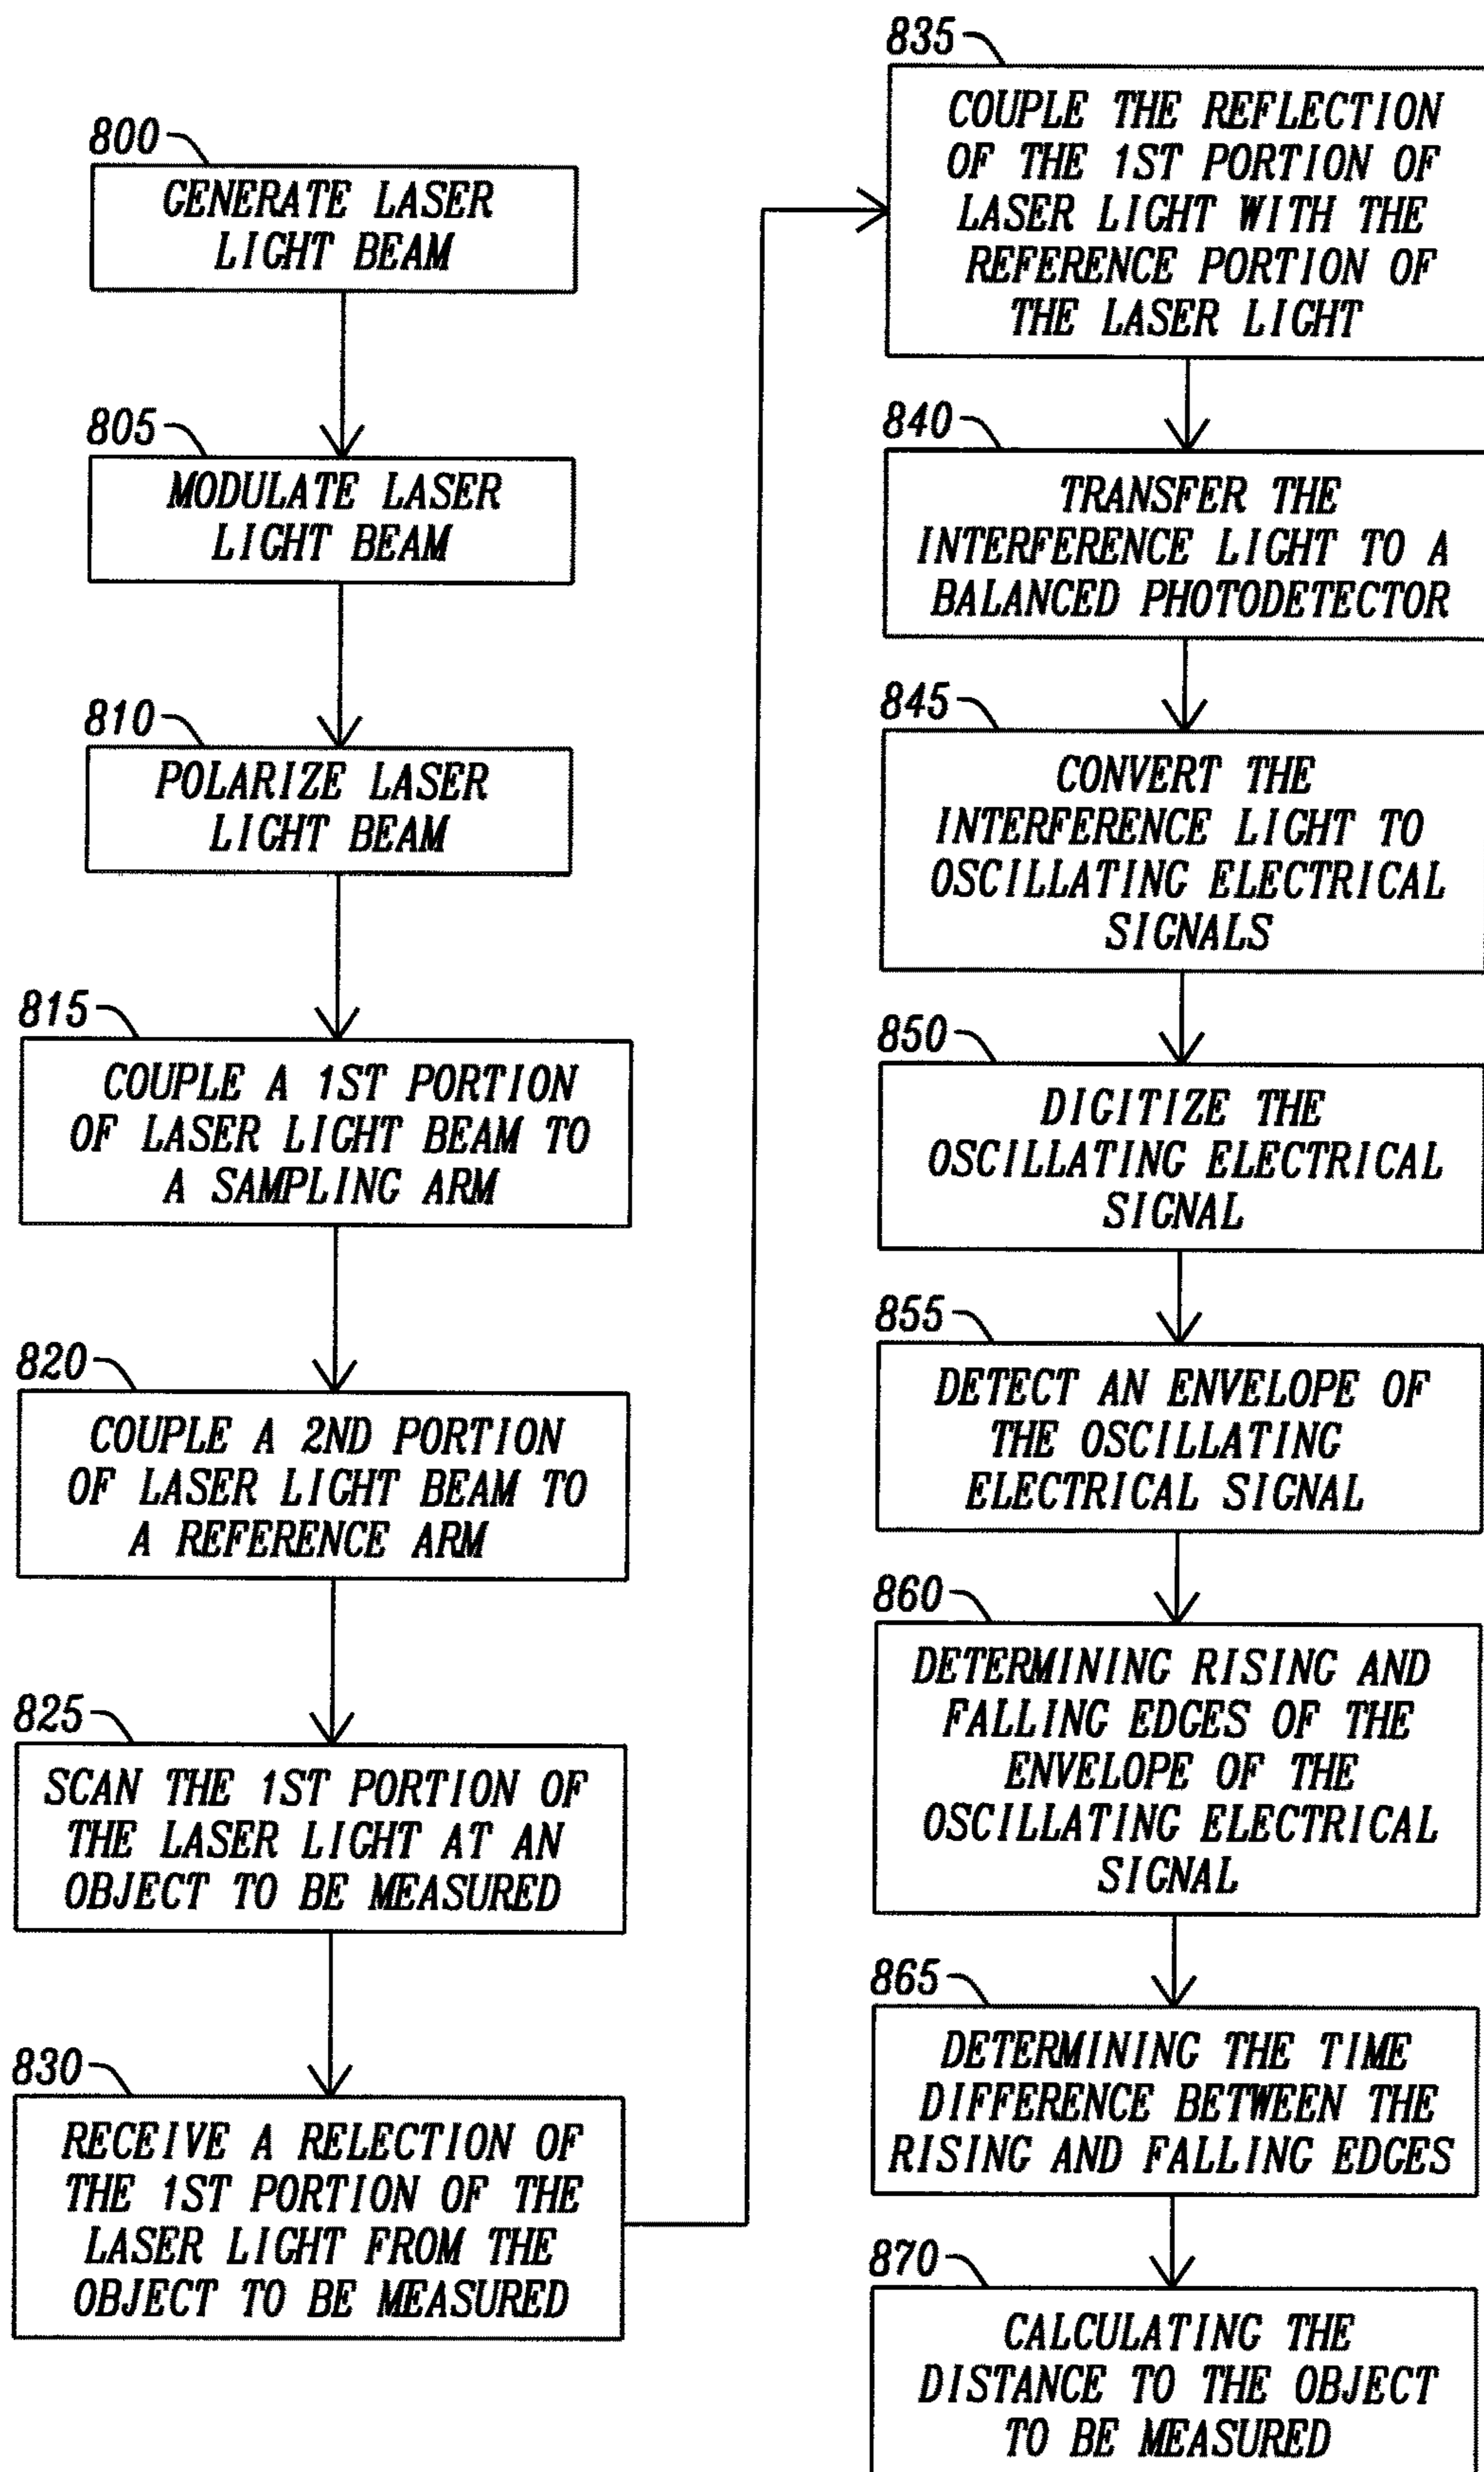 800
GENERATE LASER
LIGHT BEAM
805
MODULATE LASER
LIGHT BEAM
810
POLARIZE LASER
LIGHT BEAM
815
COUPLE A 1ST PORTION
OF LASER LIGHT BEAM TO
A SAMPLING ARM
820
COUPLE A 2ND PORTION
OF LASER LIGHT BEAM TO
A REFERENCE ARM
825
SCAN THE 1ST PORTION OF
THE LASER LIGHT AT AN
OBJECT TO BE MEASURED
830
RECEIVE A RELECTION OF
THE 1ST PORTION OF THE
LASER LIGHT FROM THE
OBJECT TO BE MEASURED
835
COUPLE THE REFLECTION
OF THE 1ST PORTION OF
LASER LIGHT WITH THE
REFERENCE PORTION OF
THE LASER LIGHT
840
TRANSFER THE
INTERFERENCE LIGHT TO A
BALANCED PHOTODETECTOR
845
CONVERT THE
INTERFERENCE LIGHT TO
OSCILLATING ELECTRICAL
SIGNALS
850
DIGITIZE THE
OSCILLATING ELECTRICAL
SIGNAL
855
DETECT AN ENVELOPE OF
THE OSCILLATING
ELECTRICAL SIGNAL
860
DETERMINING RISING AND
FALLING EDGES OF THE
ENVELOPE OF THE
OSCILLATING ELECTRICAL
SIGNAL
865
DETERMINING THE TIME
DIFFERENCE BETWEEN THE
RISING AND FALLING EDGES
870
CALCULATING THE
DISTANCE TO THE OBJECT
TO BE MEASURED